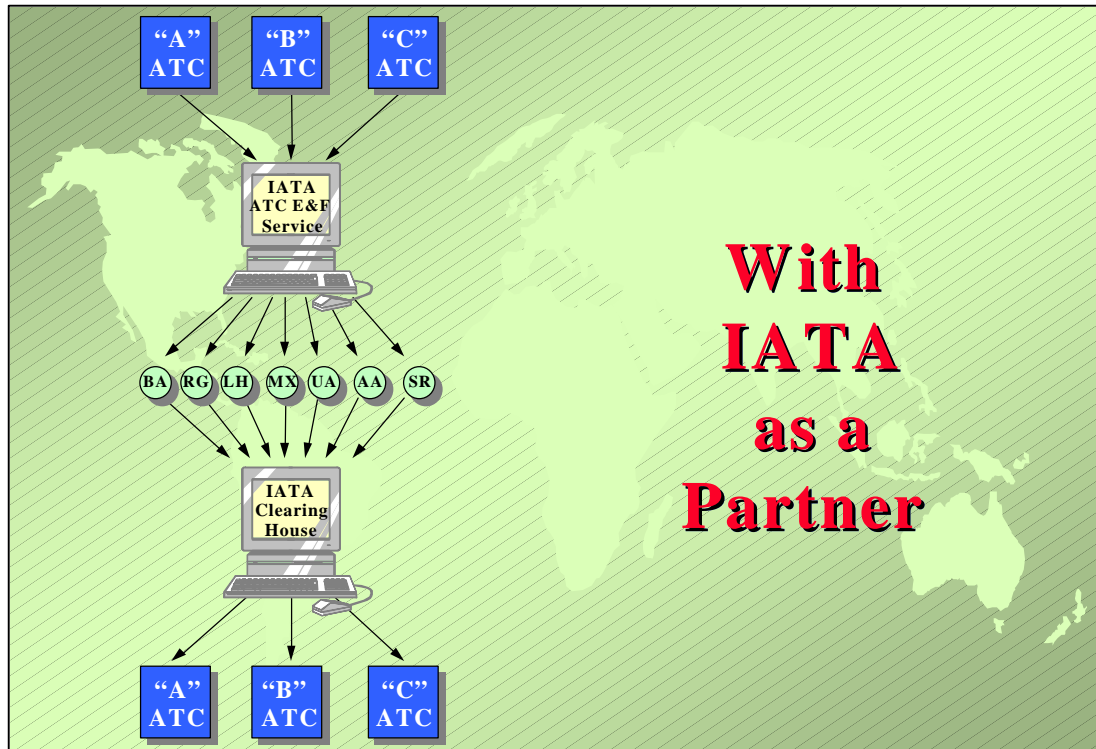 “A”
ATC
“B”
ATC
“C”
ATC
IATA
ATC E&F
Service
BA
RG
LH
MX
UA
AA
SR
IATA
Clearing
House
“A”
ATC
“B”
ATC
“C”
ATC
With
IATA
as a
Partner